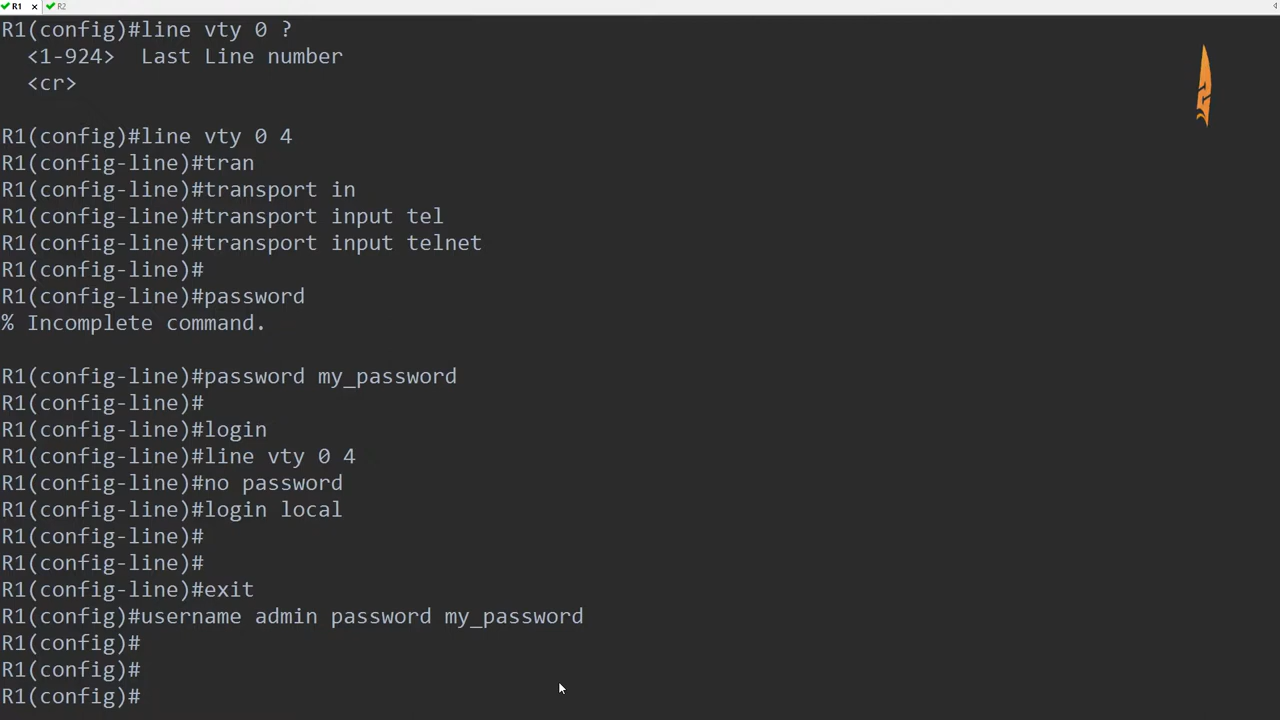 R1 x R2
R1(config)#line vty 0 ?
<1-924> Last Line number
<cr>
R1(config)#line vty 0 4
R1(config-line)#tran
R1(config-line)#transport in
R1(config-line)#transport input tel
R1(config-line)#transport input telnet
R1(config-line)#
R1(config-line)#password
% Incomplete command.
R1(config-line)#password my_password
R1(config-line)#
R1(config-line)#login
R1(config-line)#line vty 0 4
R1(config-line)#no password
R1(config-line)#login local
R1(config-line)#
R1(config-line)#
R1(config-line)#exit
R1(config)#username admin password my_password
R1(config)#
R1(config)#
R1(config)#